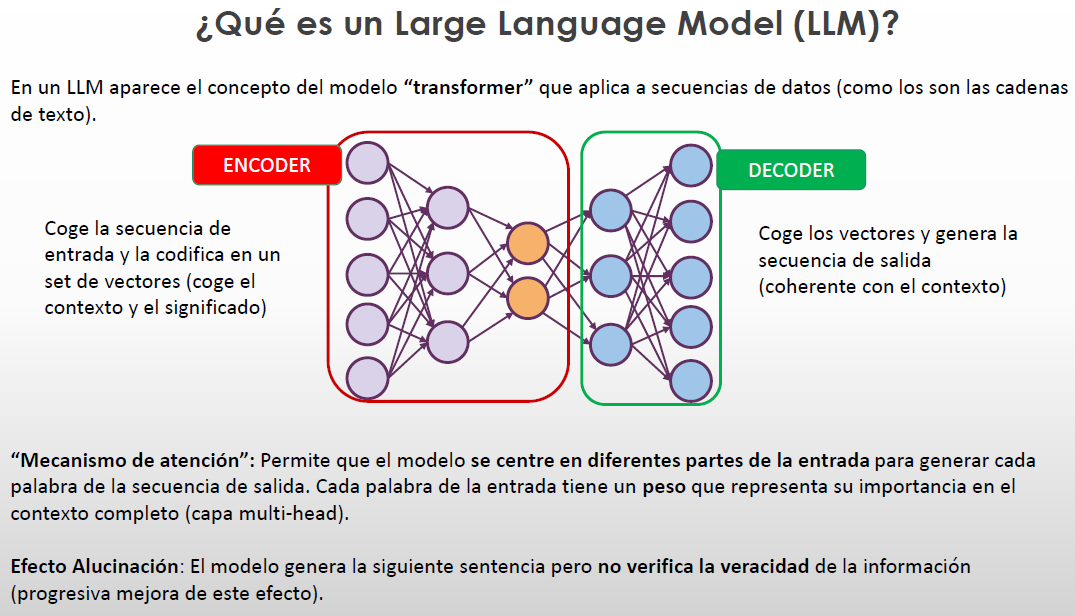 ¿Qué es un Large Language Model (LLM)?
En un LLM aparece el concepto del modelo “transformer” que aplica a secuencias de datos (como los son las cadenas
de texto).
ENCODER
DECODER
Coge la secuencia de
entrada y la codifica en un
set de vectores (coge el
contexto y el significado)
Coge los vectores y genera la
secuencia de salida
(coherente con el contexto)
“Mecanismo de atención”: Permite que el modelo se centre en diferentes partes de la entrada para generar cada
palabra de la secuencia de salida. Cada palabra de la entrada tiene un peso que representa su importancia en el
contexto completo (capa multi-head).
Efecto Alucinación: El modelo genera la siguiente sentencia pero no verifica la veracidad de la información
(progresiva mejora de este efecto).